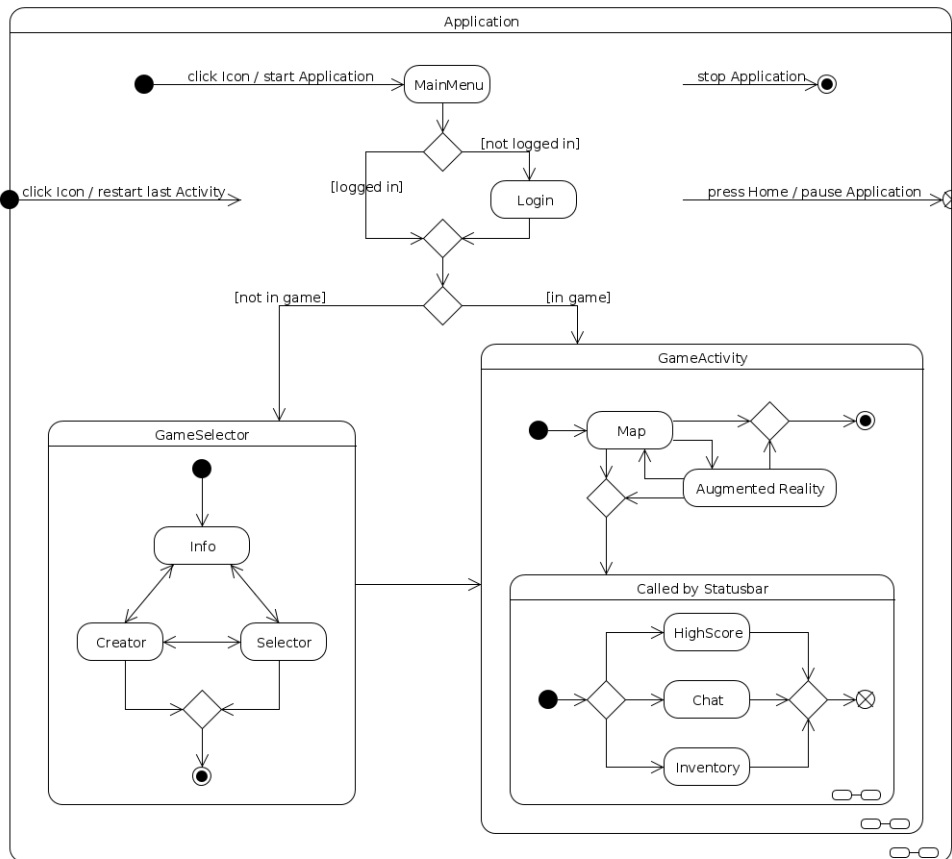 Application
click Icon / start Application
MainMenu
stop Application
[not logged in]
[logged in]
click Icon / restart last Activity
Login
press Home / pause Application
[not in game]
[in game]
GameActivity
GameSelector
Map
Augmented Reality
Info
Called by Statusbar
Creator
Selector
HighScore
Chat
Inventory